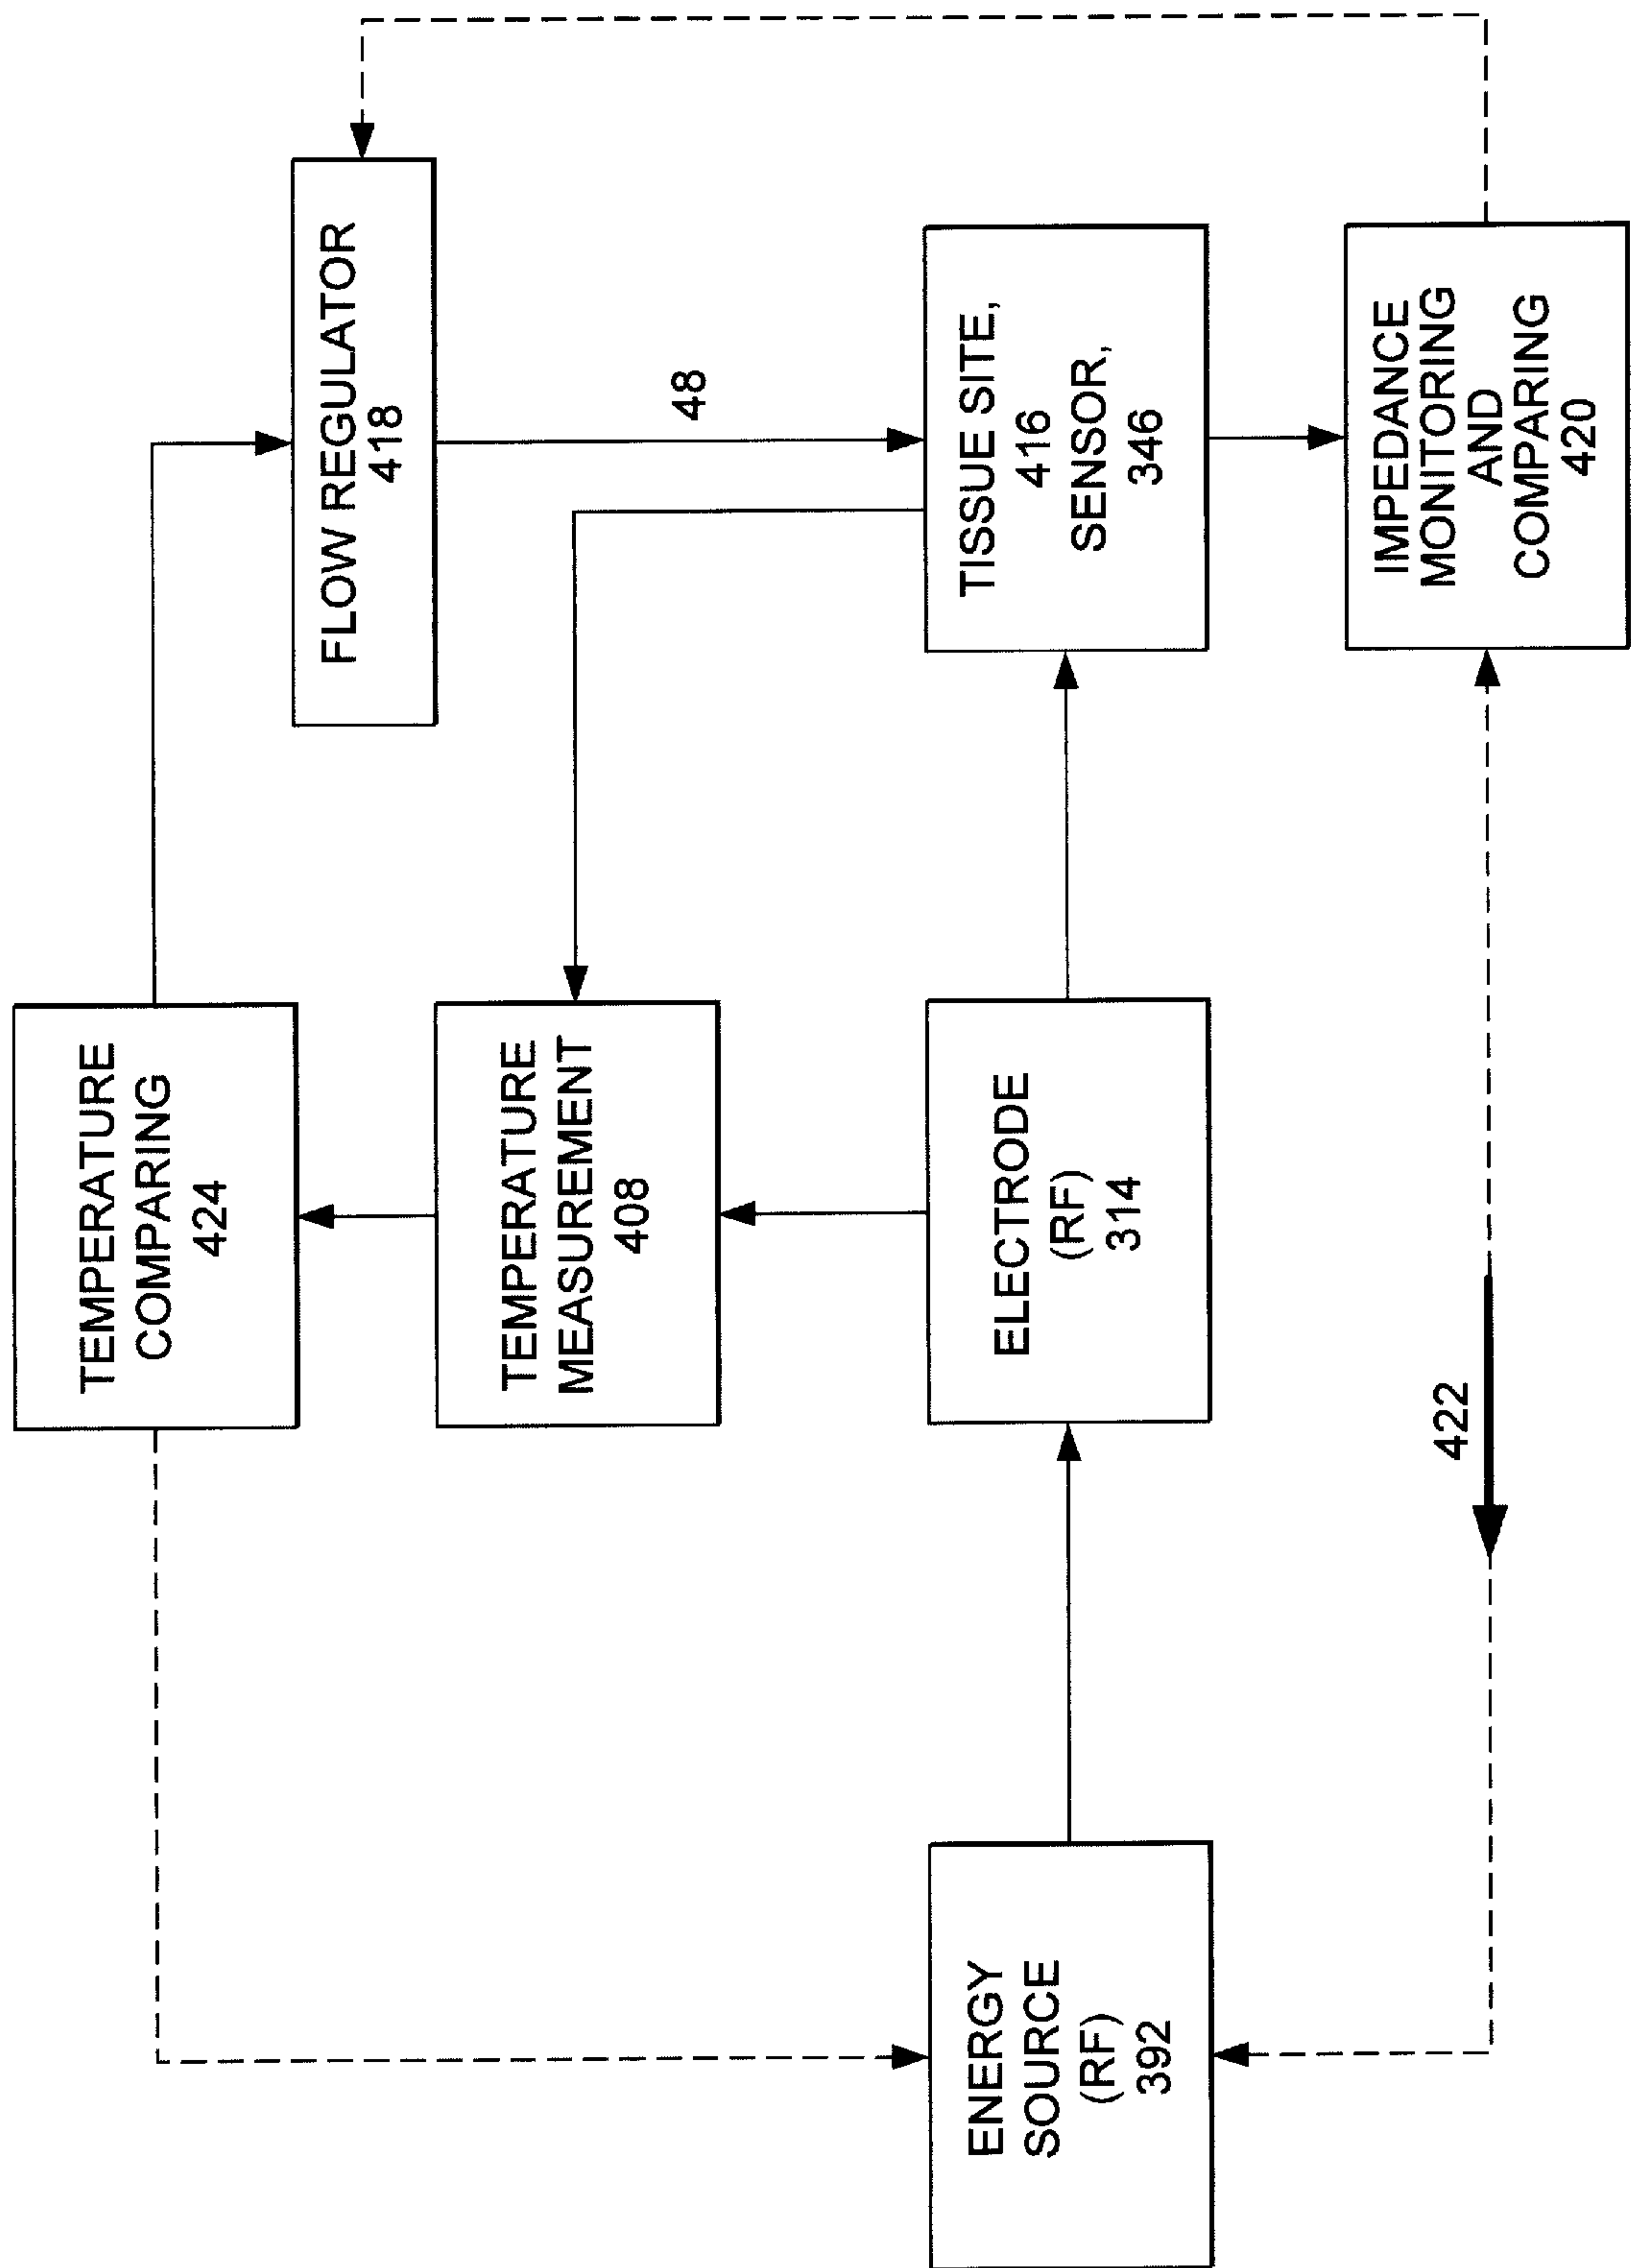 TEMPERATURE
COMPARING
424
FLOW REGULATOR
418
TEMPERATURE
MEASUREMENT
408
48
ENERGY
SOURCE
(RF)
392
ELECTRODE
(RF)
314
TISSUE SITE,
416
SENSOR,
346
422
IMPEDANCE
MONITORING
AND
COMPARING
420